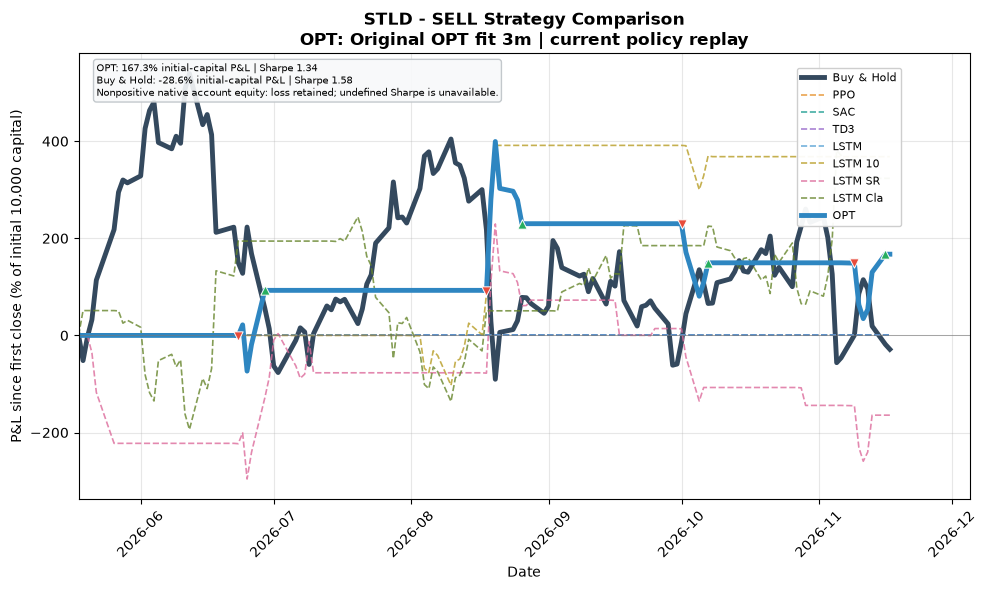 STLD - SELL Strategy Comparison
OPT: Original OPT fit 3m | current policy replay
OPT: 167.3% initial-capital P&L | Sharpe 1.34
Buy & Hold: -28.6% initial-capital P&L | Sharpe 1.58
Nonpositive native account equity: loss retained; undefined Sharpe is unavailable.
Buy & Hold
PPO
SAC
TD3
LSTM
LSTM 10
LSTM SR
LSTM Cla
OPT
P&L since first close (% of initial 10,000 capital)
400
200
0
−200
2026-06
2026-07
2026-08
2026-09
2026-10
2026-11
2026-12
Date